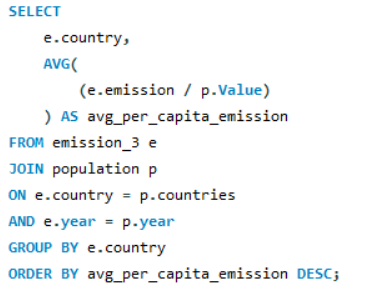 SELECT
    e.country,
    AVG(
        (e.emission / p.Value)
    ) AS avg_per_capita_emission
FROM emission_3 e
JOIN population p
ON e.country = p.countries
AND e.year = p.year
GROUP BY e.country
ORDER BY avg_per_capita_emission DESC;